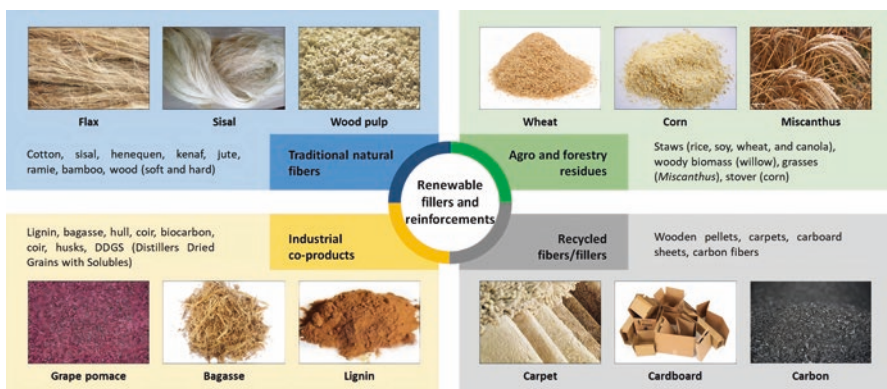 Flax
Sisal
Wood pulp
Cotton, sisal, henequen, kenaf, jute,
ramie, bamboo, wood (soft and hard)
Traditional natural
fibers
Wheat
Corn
Miscanthus
Agro and forestry
residues
Staws (rice, soy, wheat, and canola),
woody biomass (willow), grasses
(Miscanthus), stover (corn)
Renewable
fillers and
reinforcements
Lignin, bagasse, hull, coir, biocarbon,
coir, husks, DDGS (Distillers Dried
Grains with Solubles)
Industrial
co-products
Grape pomace
Bagasse
Lignin
Recycled
fibers/fillers
Wooden pellets, carpets, carboard
sheets, carbon fibers
Carpet
Cardboard
Carbon